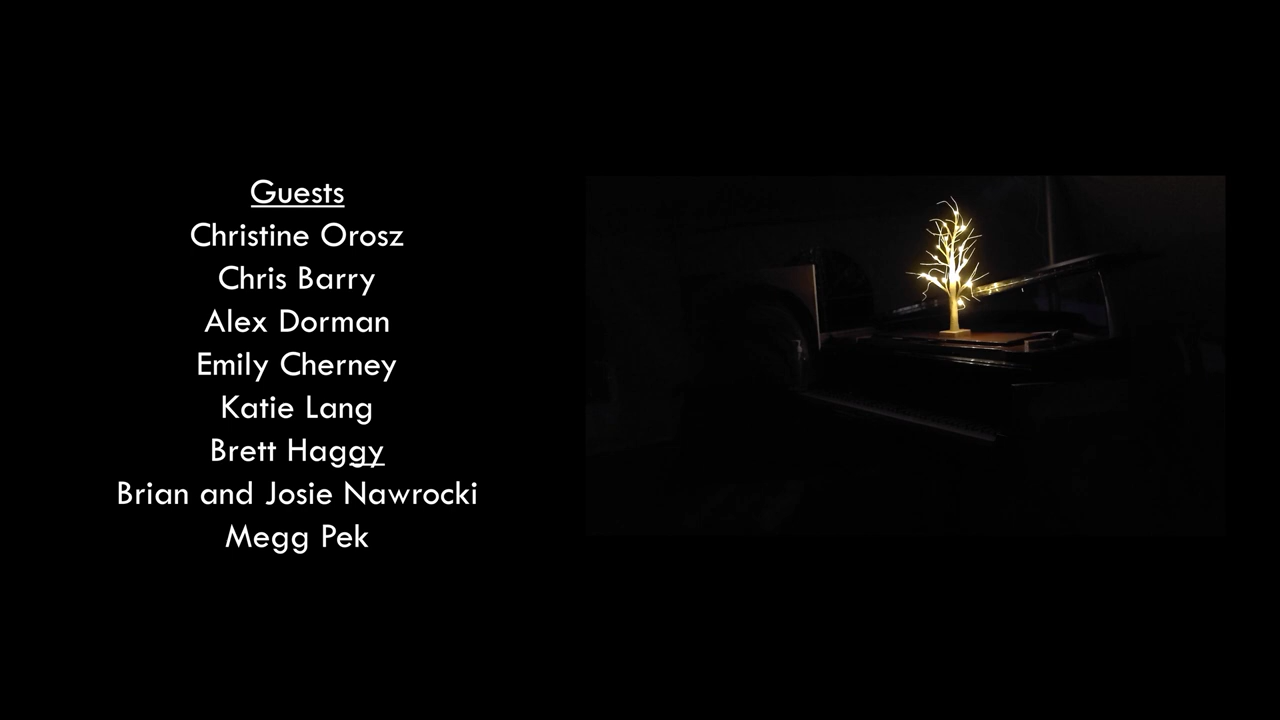 Guests
Christine Orosz
Chris Barry
Alex Dorman
Emily Cherney
Katie Lang
Brett Haggy
Brian and Josie Nawrocki
Megg Pek